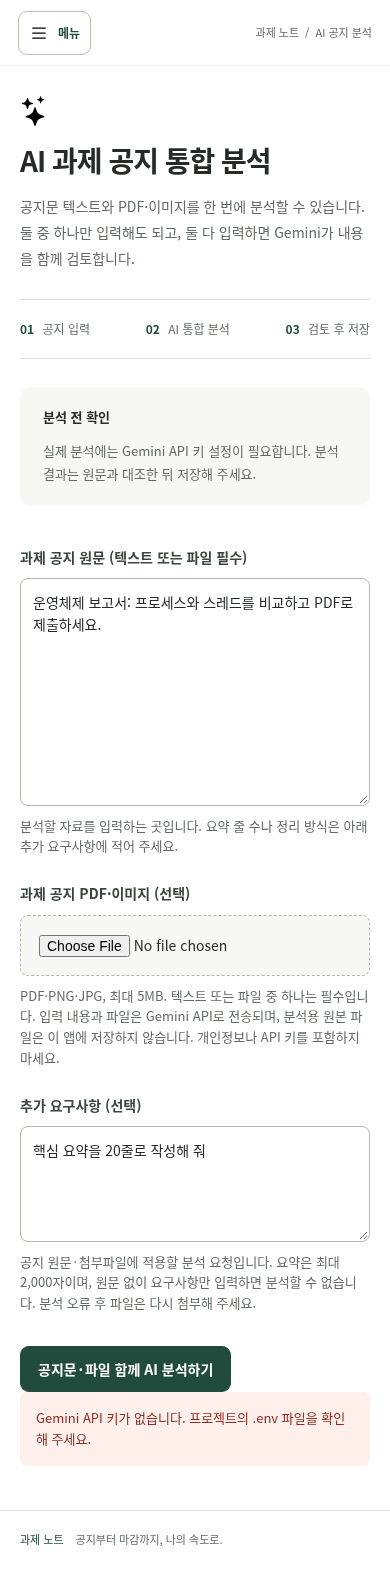 메뉴
과제 노트 / AI 공지 분석
AI 과제 공지 통합 분석
공지문 텍스트와 PDF·이미지를 한 번에 분석할 수 있습니다.
둘 중 하나만 입력해도 되고, 둘 다 입력하면 Gemini가 내용
을 함께 검토합니다.
01 공지 입력
02 AI 통합 분석
03 검토 후 저장
분석 전 확인
실제 분석에는 Gemini API 키 설정이 필요합니다. 분석
결과는 원문과 대조한 뒤 저장해 주세요.
과제 공지 원문 (텍스트 또는 파일 필수)
운영체제 보고서: 프로세스와 스레드를 비교하고 PDF로
제출하세요.
분석할 자료를 입력하는 곳입니다. 요약 줄 수나 정리 방식은 아래
추가 요구사항에 적어 주세요.
과제 공지 PDF·이미지 (선택)
Choose File No file chosen
PDF·PNG·JPG, 최대 5MB. 텍스트 또는 파일 중 하나는 필수입니
다. 입력 내용과 파일은 Gemini API로 전송되며, 분석용 원본 파
일은 이 앱에 저장하지 않습니다. 개인정보나 API 키를 포함하지
마세요.
추가 요구사항 (선택)
핵심 요약을 20줄로 작성해 줘
공지 원문·첨부파일에 적용할 분석 요청입니다. 요약은 최대
2,000자이며, 원문 없이 요구사항만 입력하면 분석할 수 없습니
다. 분석 오류 후 파일은 다시 첨부해 주세요.
공지문·파일 함께 AI 분석하기
Gemini API 키가 없습니다. 프로젝트의 .env 파일을 확인
해 주세요.
과제 노트 공지부터 마감까지, 나의 속도로.